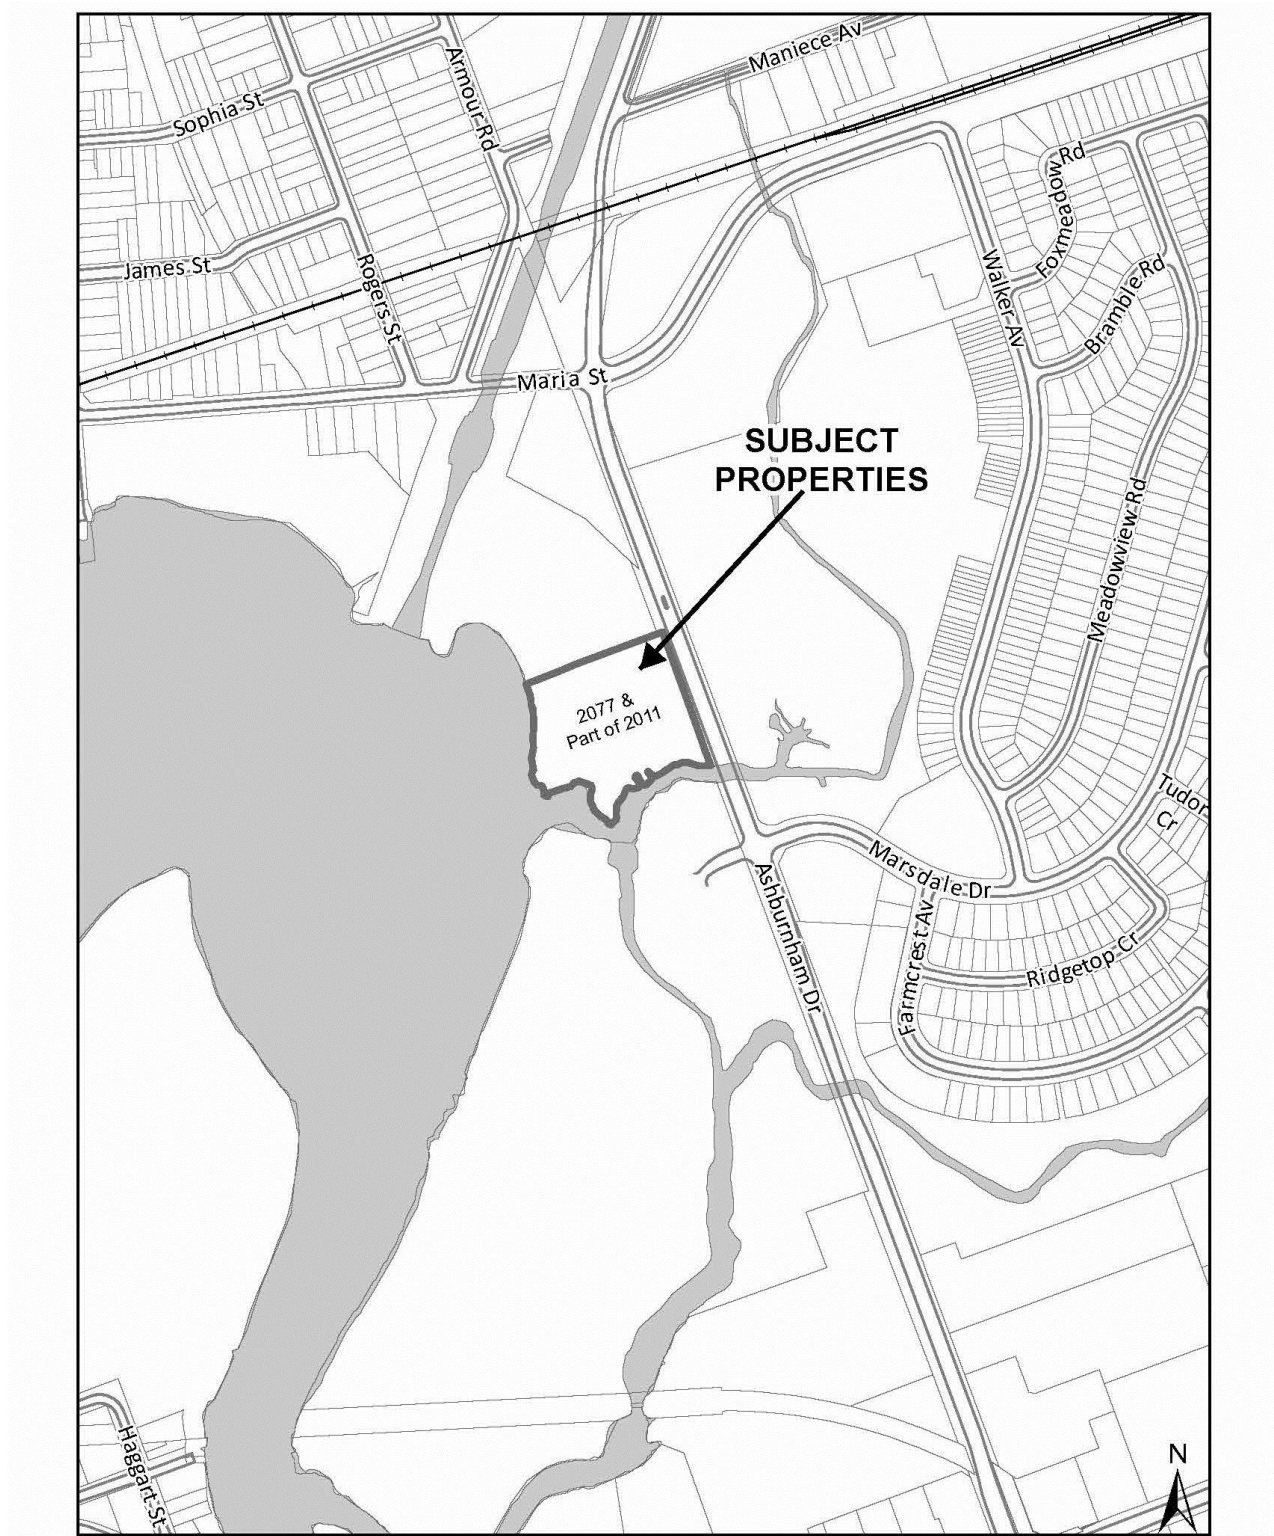 Maniece Av
Armour Rd
Sophia St
Foxmeadow Rd
James St
Rogers St
Walker Av
Bramble Rd
Maria St
SUBJECT
PROPERTIES
Meadowview Rd
2077 &
Part of 2011
Tudor
Cr
Marsdale Dr
Ashburnham Dr
Farmcrest Av
Ridgetop Cr
Haggart St
N